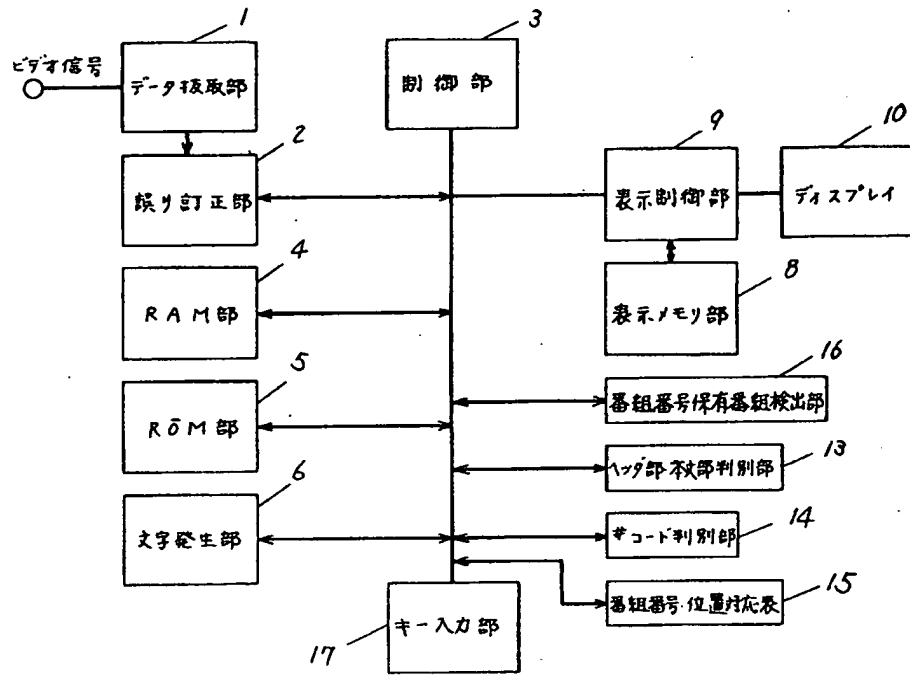 1
ビデオ信号
データ抜取部
2
誤り訂正部
3
制御部
4
RAM部
5
ROM部
6
文字発生部
9
表示制御部
10
ディスプレイ
8
表示メモリ部
16
番組番号保有番組検出部
13
ヘッダ部・本文部判別部
14
#コード判別部
15
番組番号・位置対応表
キー入力部
17